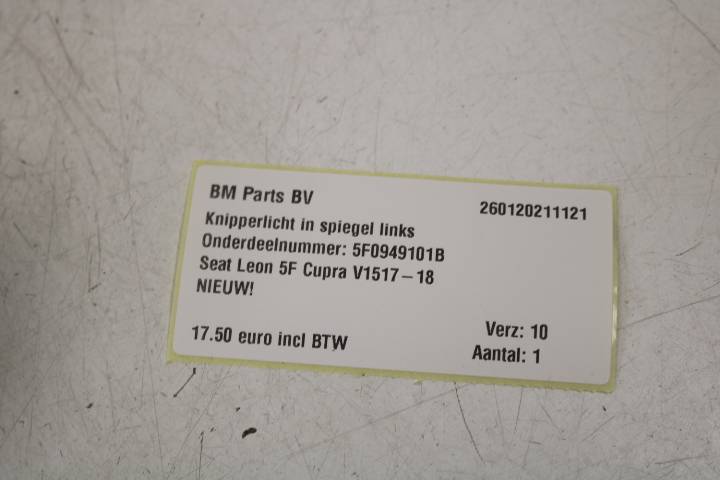 BM Parts BV
260120211121
Knipperlicht in spiegel links
Onderdeelnummer: 5F0949101B
Seat Leon 5F Cupra V1517-18
NIEUW!
17.50 euro incl BTW
Verz: 10
Aantal: 1